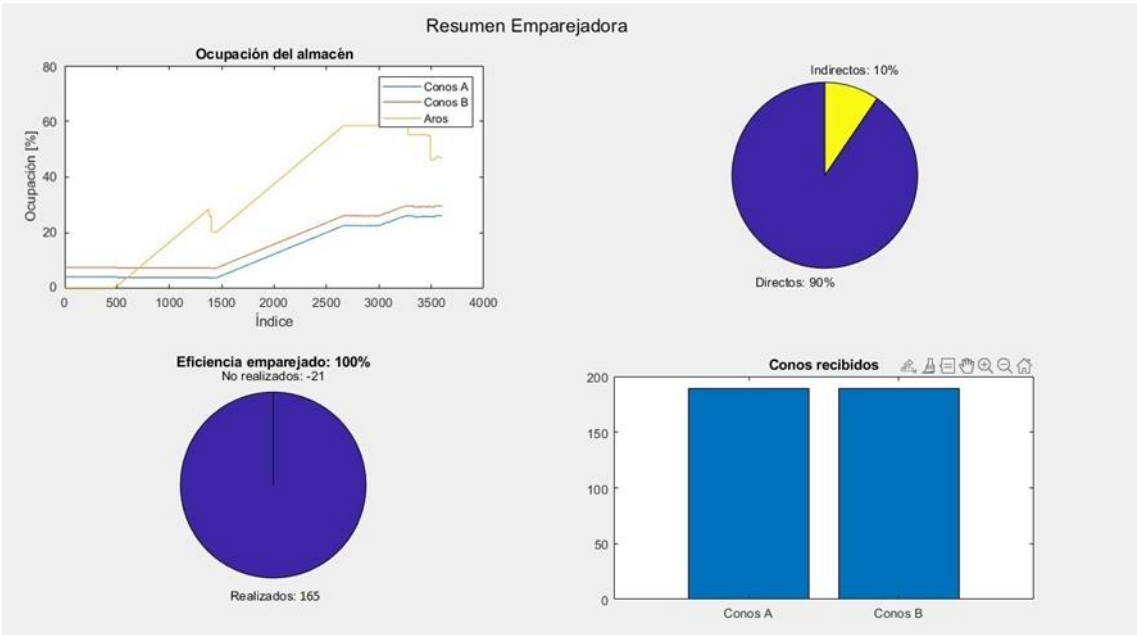 Resumen Emparejadora
Ocupación del almacén
80
60
40
20
0
Ocupación [%]
0 500 1000 1500 2000 2500 3000 3500 4000
Índice
Conos A
Conos B
Aros
Indirectos: 10%
Directos: 90%
Eficiencia emparejado: 100%
No realizados: -21
Realizados: 165
Conos recibidos
200
150
100
50
0
Conos A Conos B